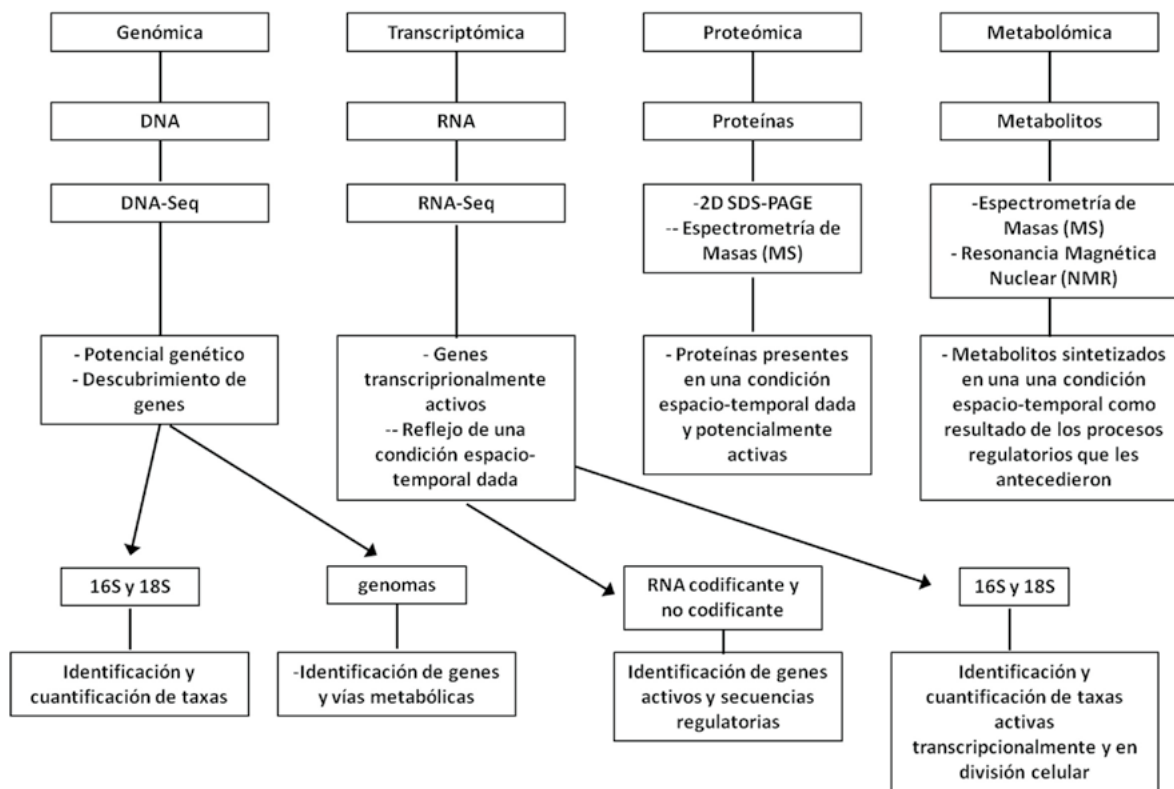 Genómica
Transcriptómica
Proteómica
Metabolómica
DNA
RNA
Proteínas
Metabolitos
DNA-Seq
RNA-Seq
-2D SDS-PAGE
-- Espectrometría de
Masas (MS)
-Espectrometría de
Masas (MS)
- Resonancia Magnética
Nuclear (NMR)
- Potencial genético
- Descubrimiento de
genes
- Genes
transcriprionalmente
activos
-- Reflejo de una
condición espacio-
temporal dada
- Proteínas presentes
en una condición
espacio-temporal dada
y potencialmente
activas
- Metabolitos sintetizados
en una una condición
espacio-temporal como
resultado de los procesos
regulatorios que les
antecedieron
16S y 18S
genomas
RNA codificante y
no codificante
16S y 18S
Identificación y
cuantificación de taxas
-Identificación de genes
y vías metabólicas
Identificación de genes
activos y secuencias
regulatorias
Identificación y
cuantificación de taxas
activas
transcripcionalmente y en
división celular